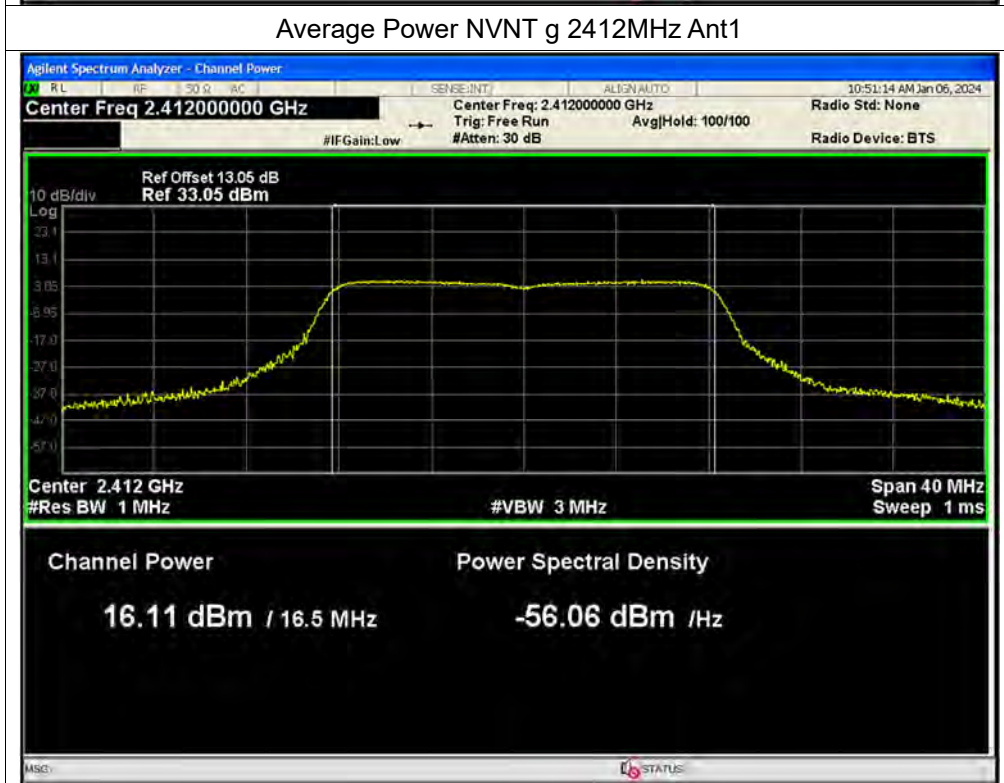 Average Power NVNT g 2412MHz Ant1
Agilent Spectrum Analyzer - Channel Power
RL RF 50 Ω AC SENSE:INT ALIGN AUTO 10:51:14 AM Jan 06, 2024
Center Freq 2.412000000 GHz Center Freq: 2.412000000 GHz Radio Std: None
Trig: Free Run Avg|Hold: 100/100
#IFGain:Low #Atten: 30 dB Radio Device: BTS
Ref Offset 13.05 dB
10 dB/div Ref 33.05 dBm
Log
23.1
13.1
3.05
-6.95
-17.0
-27.0
-37.0
-47.0
-57.0
Center 2.412 GHz Span 40 MHz
#Res BW 1 MHz #VBW 3 MHz Sweep 1 ms
Channel Power Power Spectral Density
16.11 dBm / 16.5 MHz -56.06 dBm /Hz
MSG STATUS